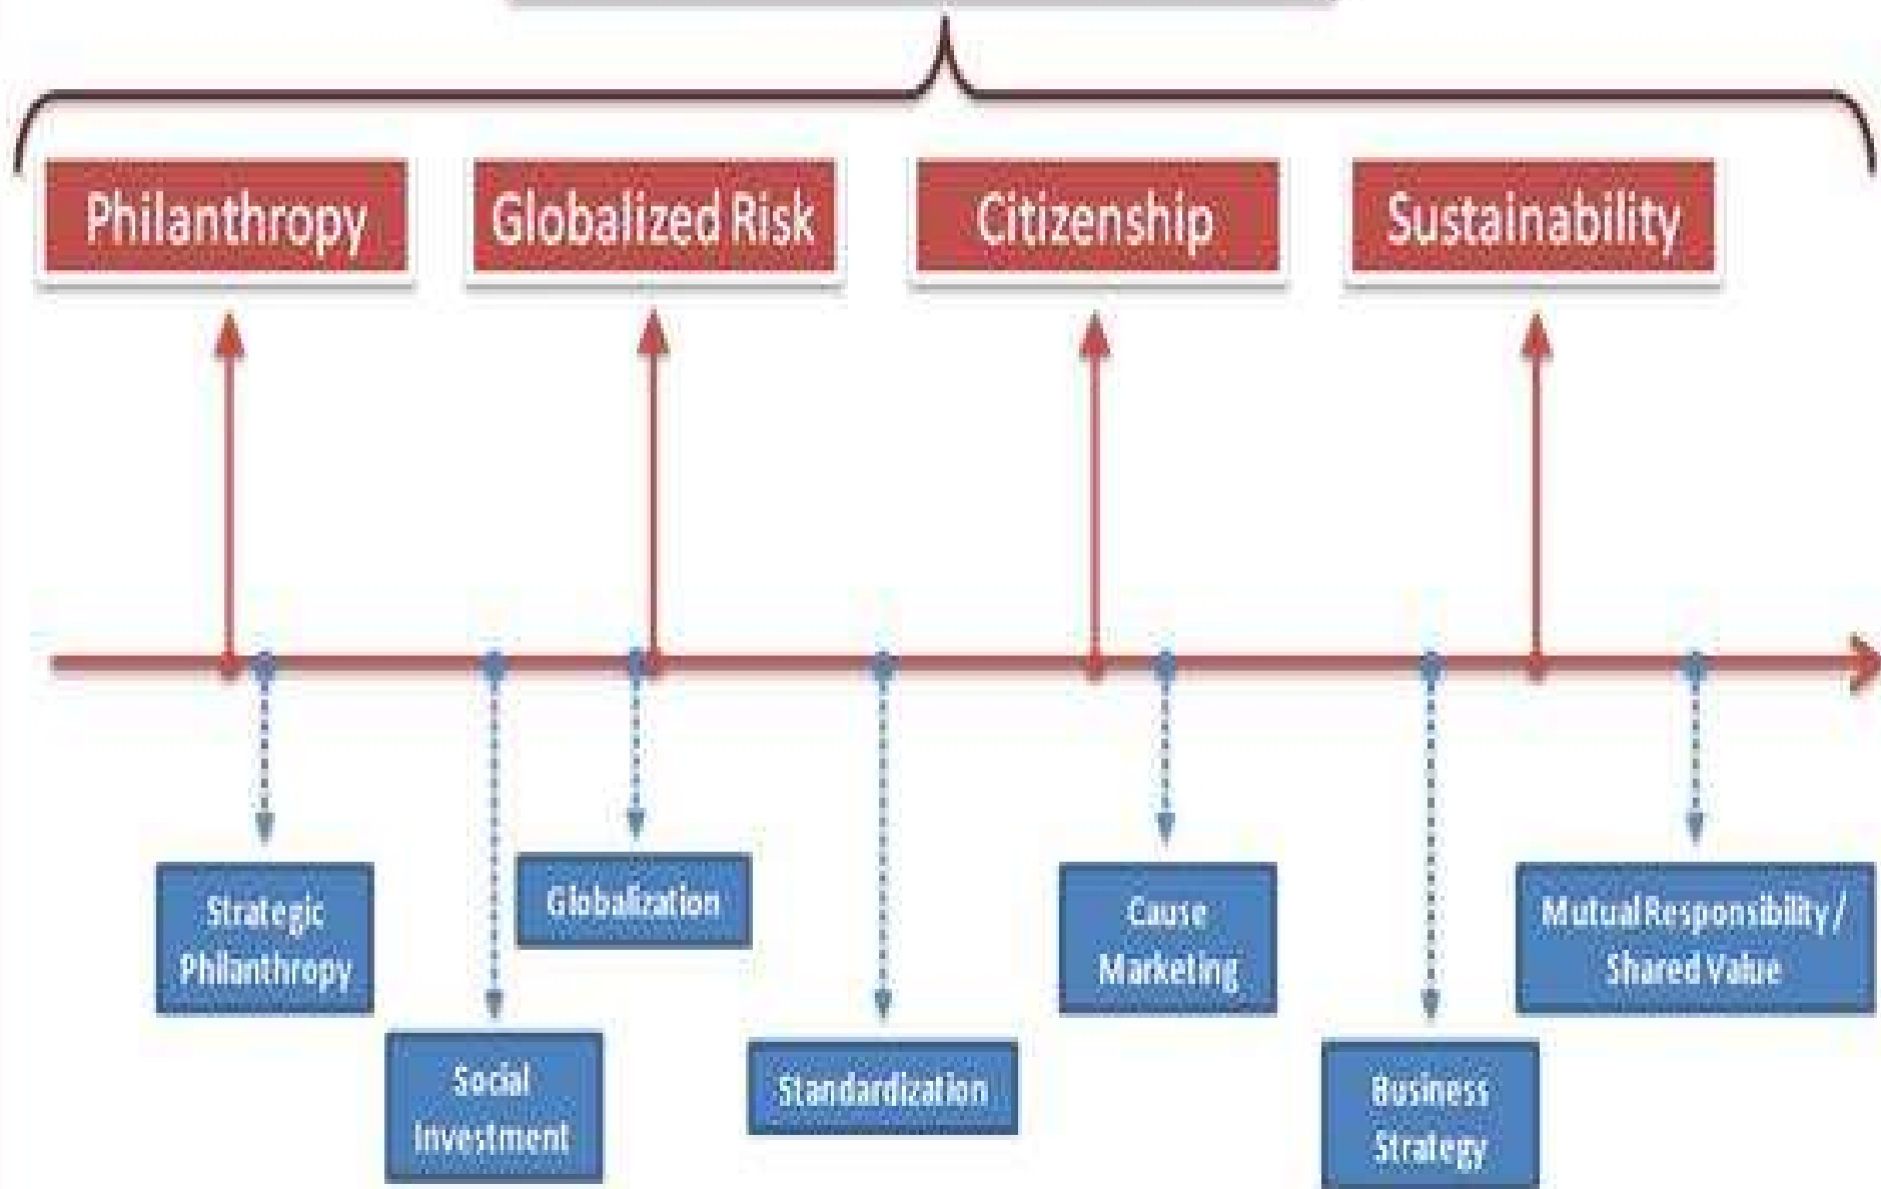 Philanthropy
Globalized Risk
Citizenship
Sustainability
Strategic
Philanthropy
Social
Investment
Globalization
Standardization
Cause
Marketing
Business
Strategy
Mutual Responsibility /
Shared Value